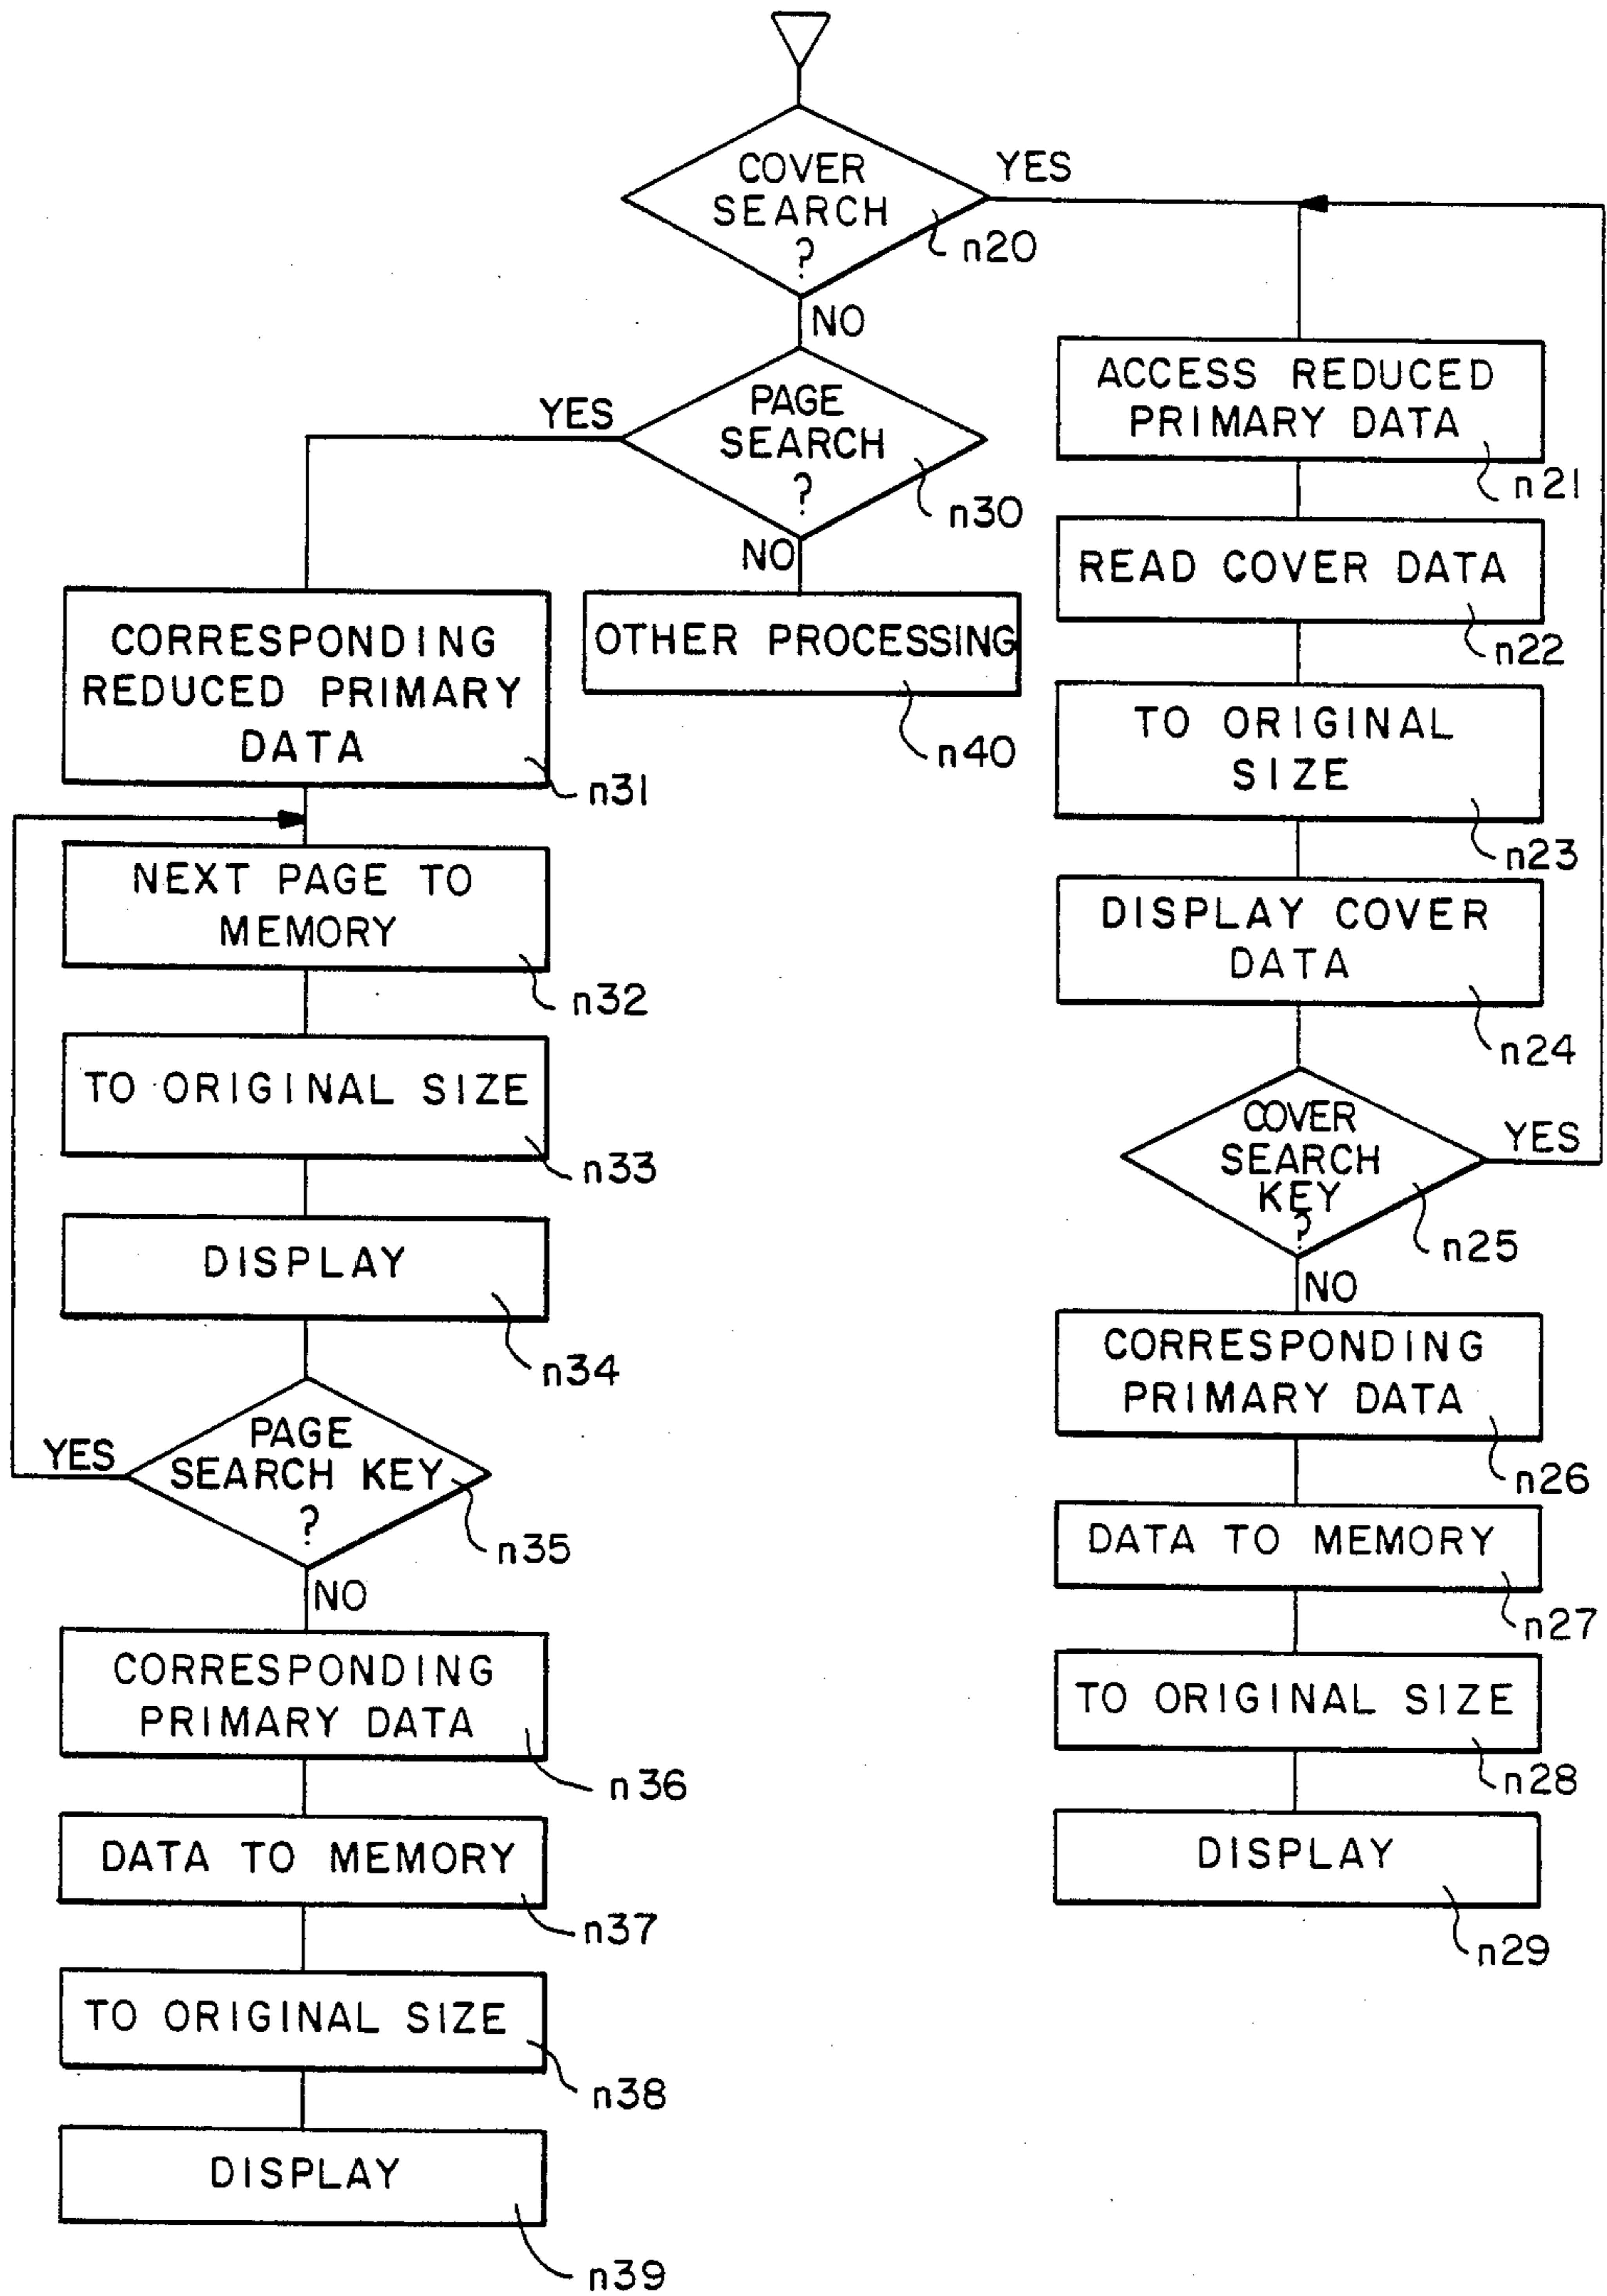 COVER
SEARCH
?
YES
n20
NO
PAGE
SEARCH
?
YES
n30
NO
OTHER PROCESSING
n40
ACCESS REDUCED
PRIMARY DATA
n21
READ COVER DATA
n22
TO ORIGINAL
SIZE
n23
DISPLAY COVER
DATA
n24
COVER
SEARCH
KEY
?
YES
n25
NO
CORRESPONDING
PRIMARY DATA
n26
DATA TO MEMORY
n27
TO ORIGINAL SIZE
n28
DISPLAY
n29
CORRESPONDING
REDUCED PRIMARY
DATA
n31
NEXT PAGE TO
MEMORY
n32
TO ORIGINAL SIZE
n33
DISPLAY
n34
PAGE
SEARCH KEY
?
YES
n35
NO
CORRESPONDING
PRIMARY DATA
n36
DATA TO MEMORY
n37
TO ORIGINAL SIZE
n38
DISPLAY
n39